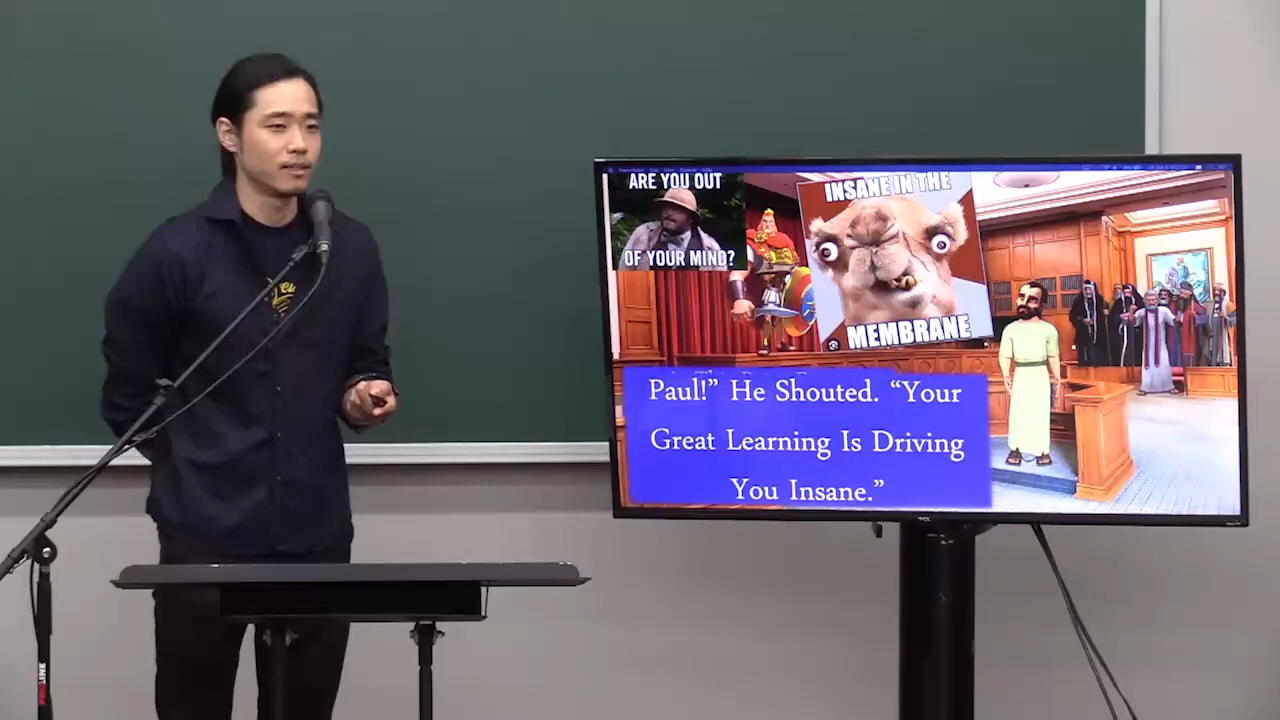 ARE YOU OUT
OF YOUR MIND?
INSANE IN THE
MEMBRANE
Paul!” He Shouted. “Your
Great Learning Is Driving
You Insane.”
TCL